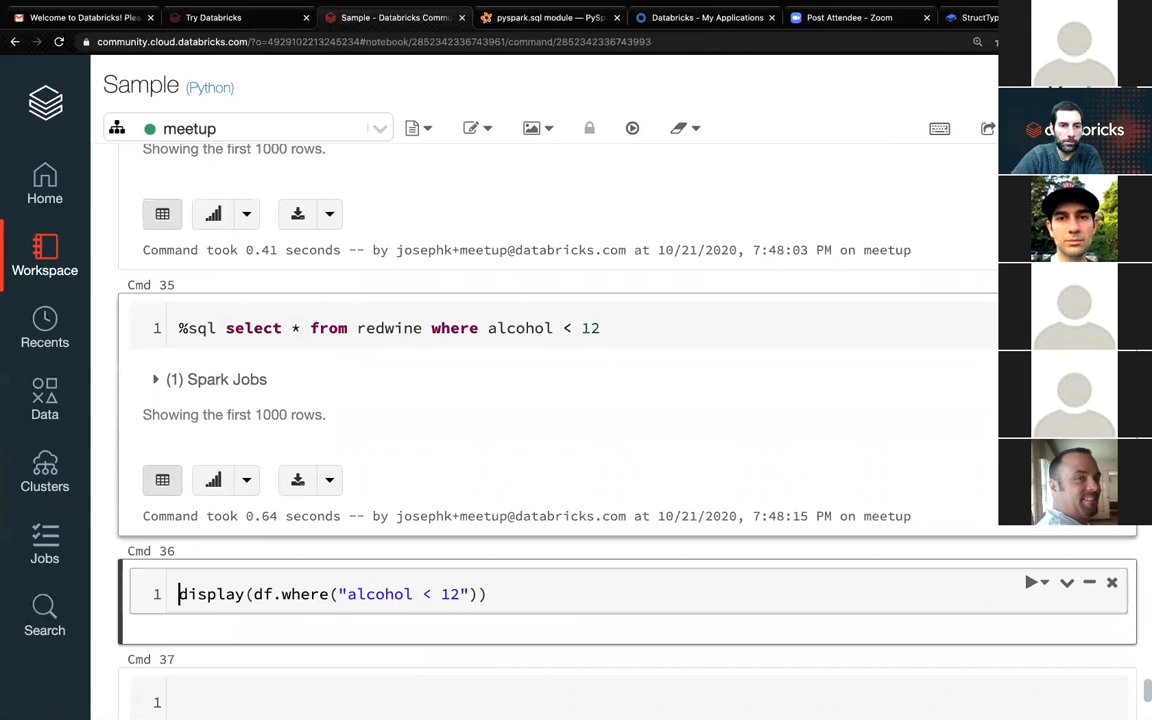 Welcome to Databricks! Plea
Try Databricks
Sample - Databricks Commu
pyspark.sql module — PySp
Databricks - My Applications
Post Attendee - Zoom
StructTyp
community.cloud.databricks.com/?o=4929102213245234#notebook/2852342336743961/command/2852342336743993
Sample (Python)
meetup
Home
Workspace
Recents
Data
Clusters
Jobs
Search
Showing the first 1000 rows.
Command took 0.41 seconds -- by josephk+meetup@databricks.com at 10/21/2020, 7:48:03 PM on meetup
Cmd 35
1 %sql select * from redwine where alcohol < 12
(1) Spark Jobs
Showing the first 1000 rows.
Command took 0.64 seconds -- by josephk+meetup@databricks.com at 10/21/2020, 7:48:15 PM on meetup
Cmd 36
1 display(df.where("alcohol < 12"))
Cmd 37
1